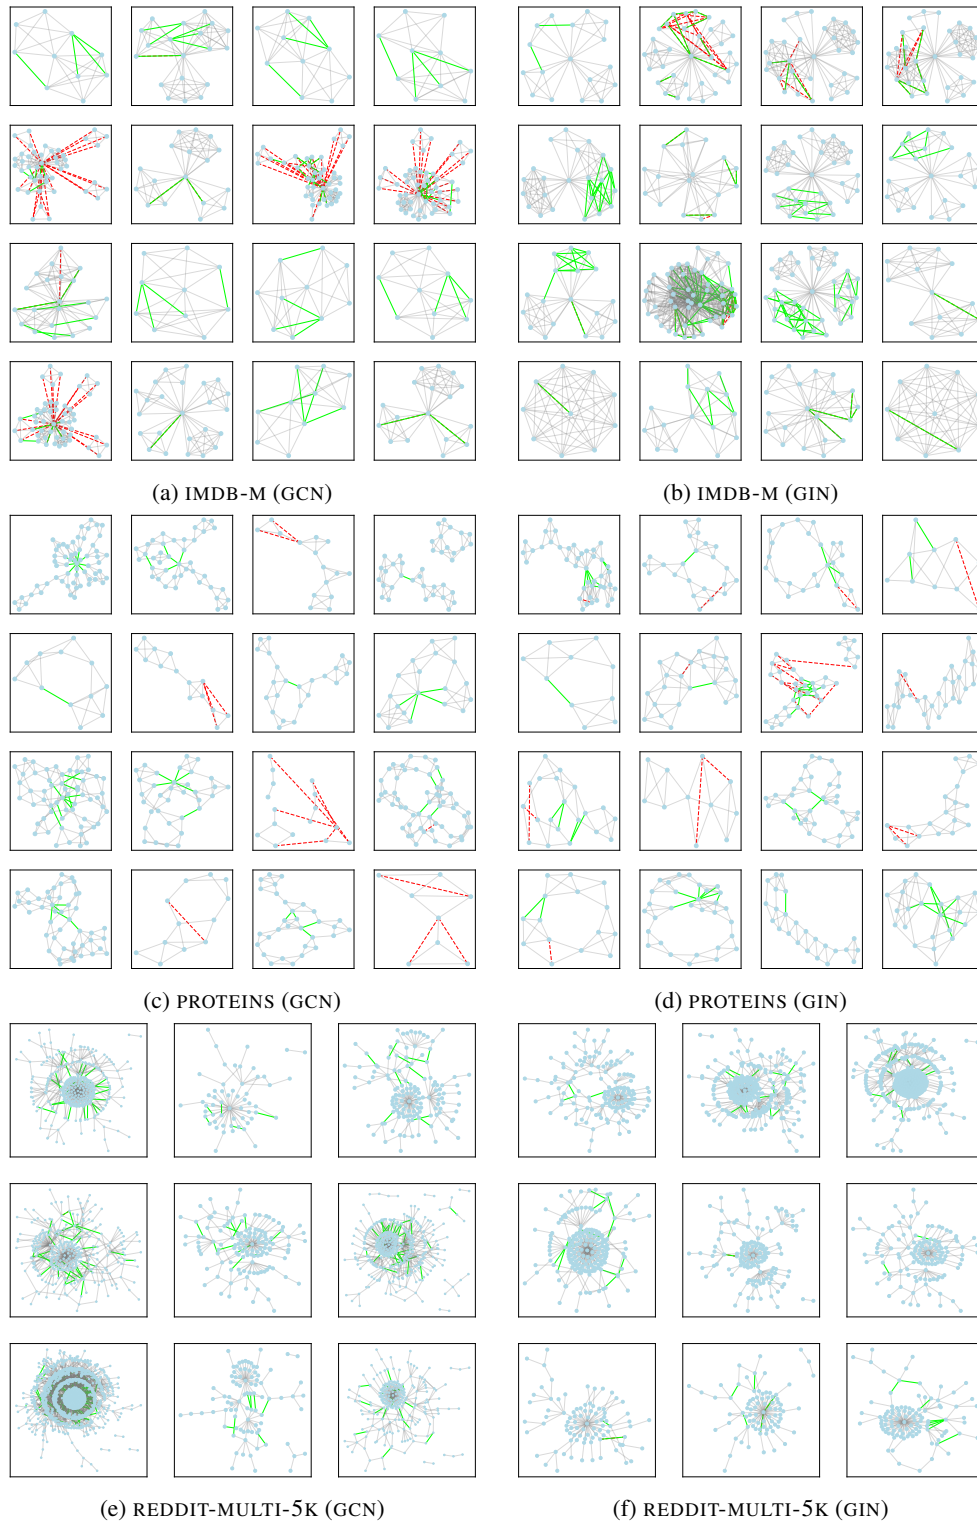 (a) IMDB-M (GCN)
(b) IMDB-M (GIN)
(c) PROTEINS (GCN)
(d) PROTEINS (GIN)
(e) REDDIT-MULTI-5K (GCN)
(f) REDDIT-MULTI-5K (GIN)